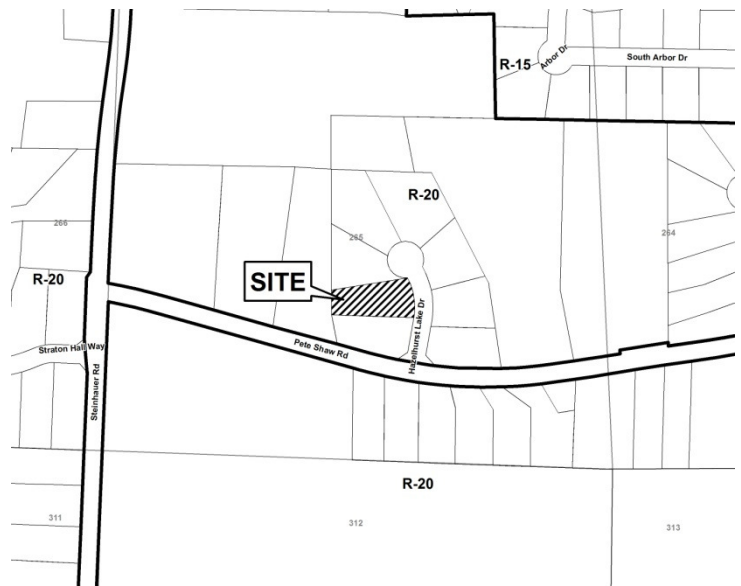 R-15
Arbor Dr
South Arbor Dr
R-20
266
265
264
R-20
SITE
Hazelhurst Lake Dr
Pete Shaw Rd
Straton Hall Way
Steinhauer Rd
R-20
311
312
313